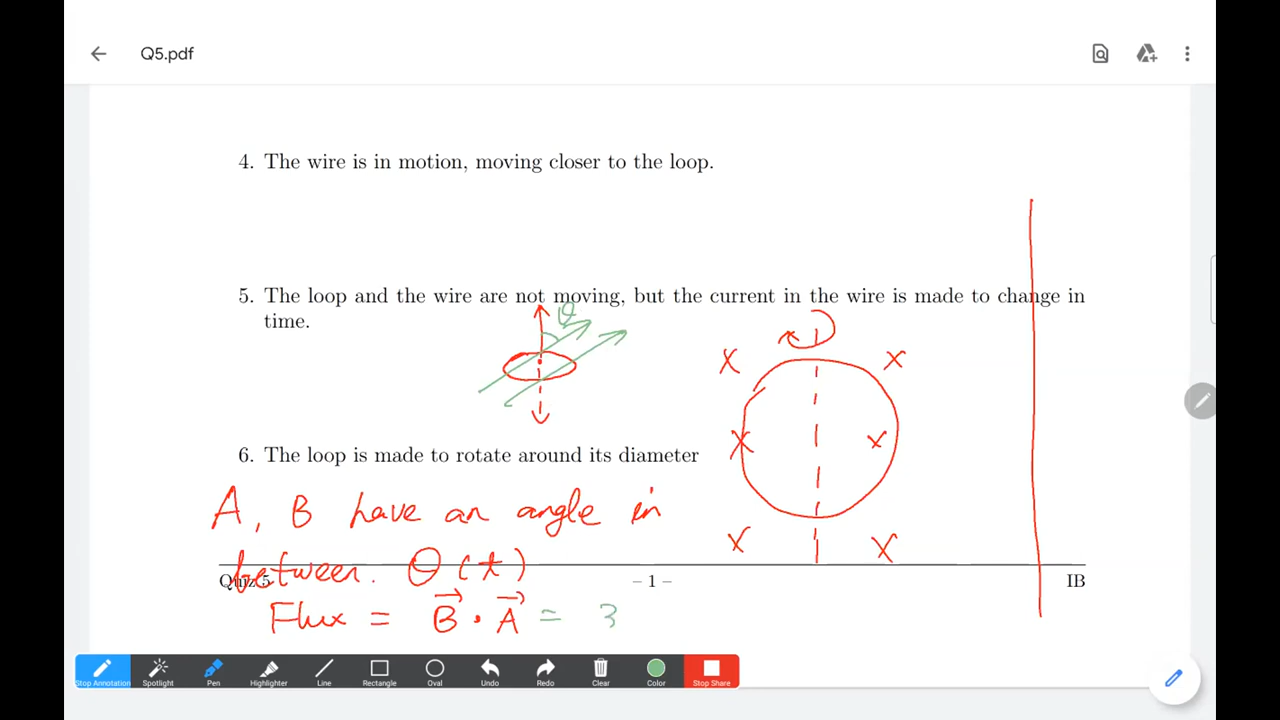 Q5.pdf
4. The wire is in motion, moving closer to the loop.
5. The loop and the wire are not moving, but the current in the wire is made to change in
time.
θ
X X
6. The loop is made to rotate around its diameter
X X
A, B have an angle in
X X
between. θ(t)
Quiz 5 – 1 – IB
Flux = B⃗ · A⃗ = 3
Stop Annotation Spotlight Pen Highlighter Line Rectangle Oval Undo Redo Clear Color Stop Share